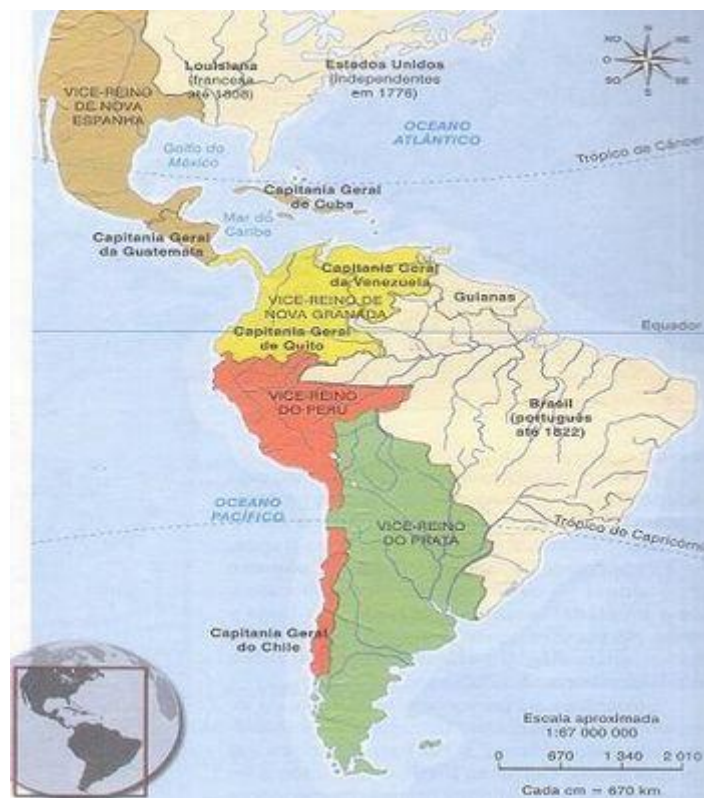 Louisiana
(francesa
até 1808)
Estados Unidos
(independentes
em 1776)
N
NO
NE
O
L
SO
SE
S
VICE-REINO
DE NOVA
ESPANHA
OCEANO
ATLÂNTICO
Golfo do
México
Trópico de Câncer
Capitania Geral
de Cuba
Mar do
Caribe
Capitania Geral
da Guatemala
Capitania Geral
da Venezuela
Guianas
VICE-REINO DE
NOVA GRANADA
Equador
Capitania Geral
de Quito
VICE-REINO
DO PERU
Brasil
(português
até 1822)
OCEANO
PACÍFICO
VICE-REINO
DO PRATA
Trópico de Capricórnio
Capitania Geral
do Chile
Escala aproximada
1:67 000 000
0 670 1 340 2 010
Cada cm = 670 km